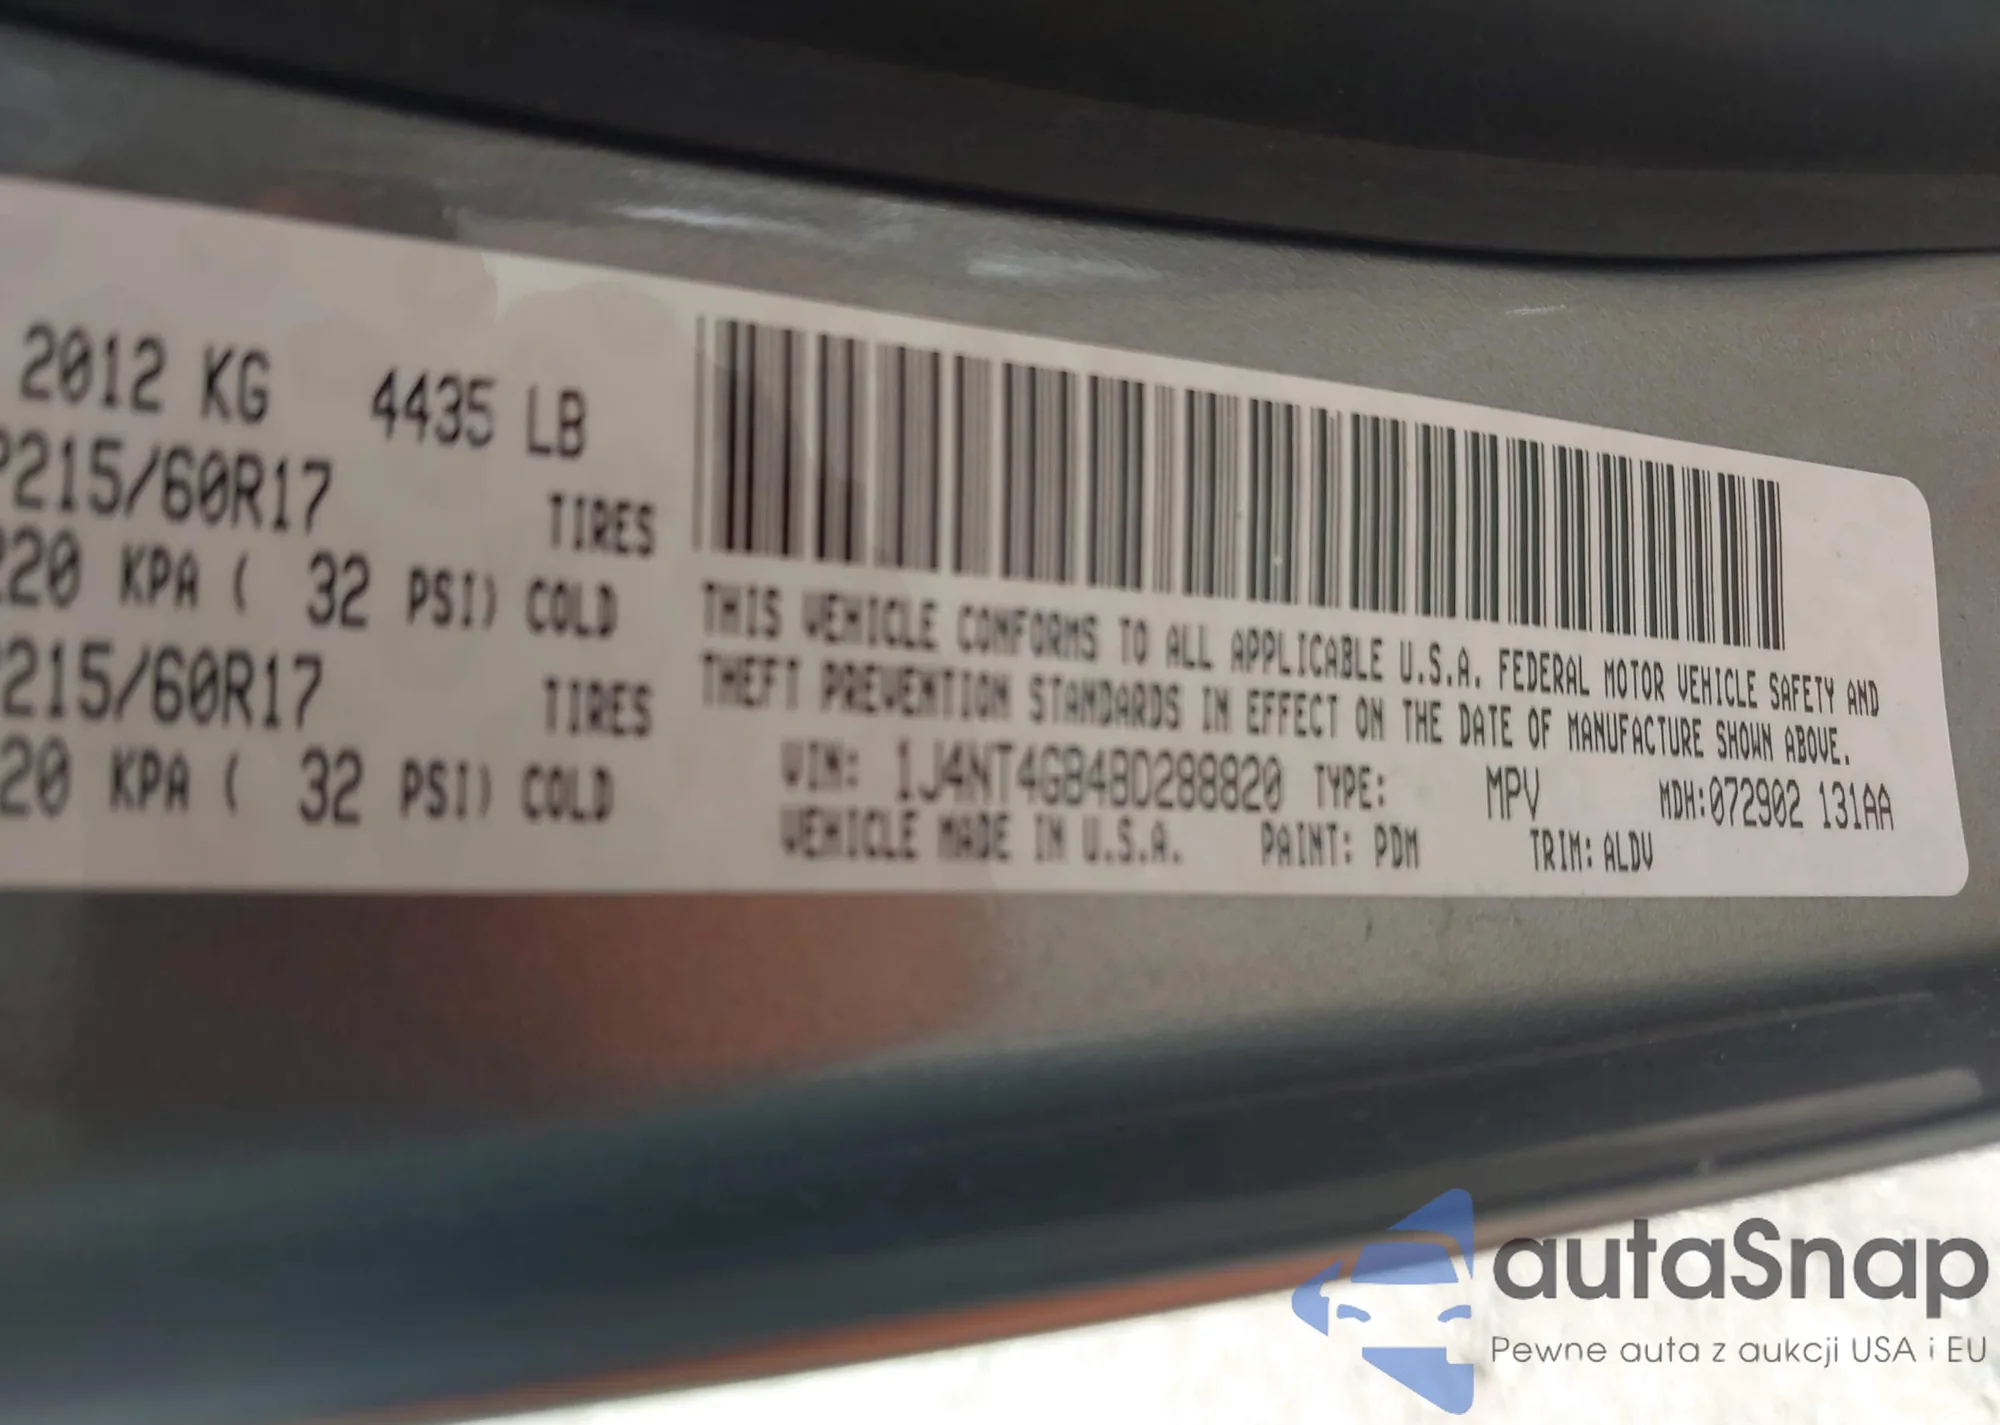 2012 KG 4435 LB
P215/60R17 TIRES
220 KPA ( 32 PSI) COLD
P215/60R17 TIRES
220 KPA ( 32 PSI) COLD
THIS VEHICLE CONFORMS TO ALL APPLICABLE U.S.A. FEDERAL MOTOR VEHICLE SAFETY AND
THEFT PREVENTION STANDARDS IN EFFECT ON THE DATE OF MANUFACTURE SHOWN ABOVE.
VIN: 1J4NT4GB4BD288820 TYPE: MPV MDH:072902 131AA
VEHICLE MADE IN U.S.A. PAINT: PDM TRIM: ALDV
autaSnap
Pewne auta z aukcji USA i EU